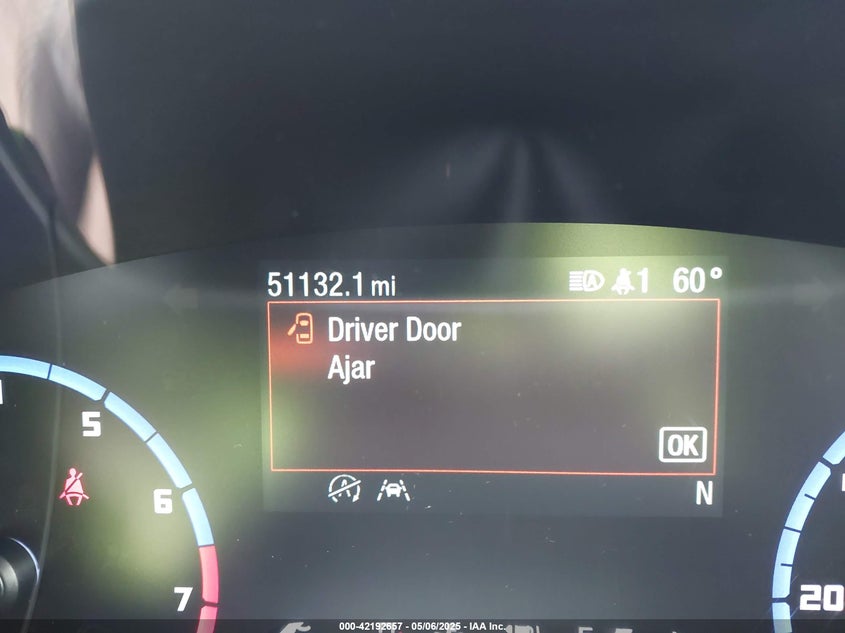 51132.1 mi
1 60°
Driver Door
Ajar
OK
N
5
6
7
20
000-42192657 - 05/06/2025 - IAA Inc.